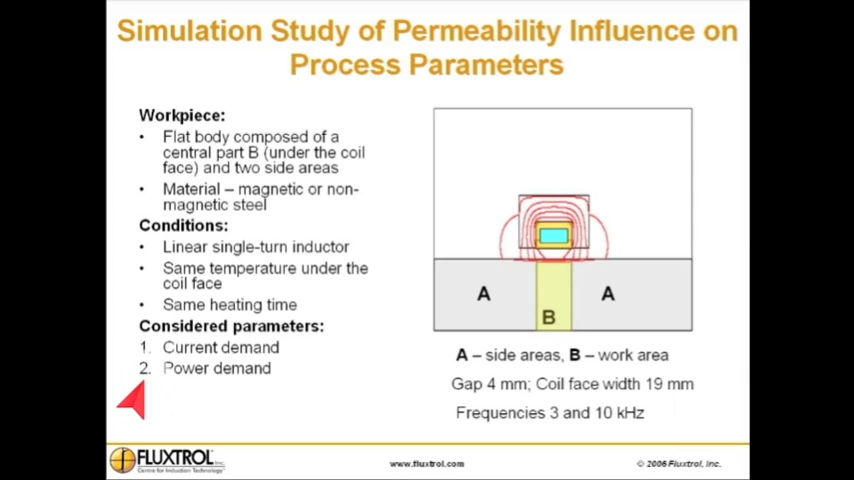 Simulation Study of Permeability Influence on
Process Parameters
Workpiece:
• Flat body composed of a
central part B (under the coil
face) and two side areas
• Material – magnetic or non-
magnetic steel
Conditions:
• Linear single-turn inductor
• Same temperature under the
coil face
• Same heating time
Considered parameters:
1. Current demand
2. Power demand
A
A
B
A – side areas, B – work area
Gap 4 mm; Coil face width 19 mm
Frequencies 3 and 10 kHz
FLUXTROL Inc.
Centre for Induction Technology
www.fluxtrol.com
© 2006 Fluxtrol, Inc.